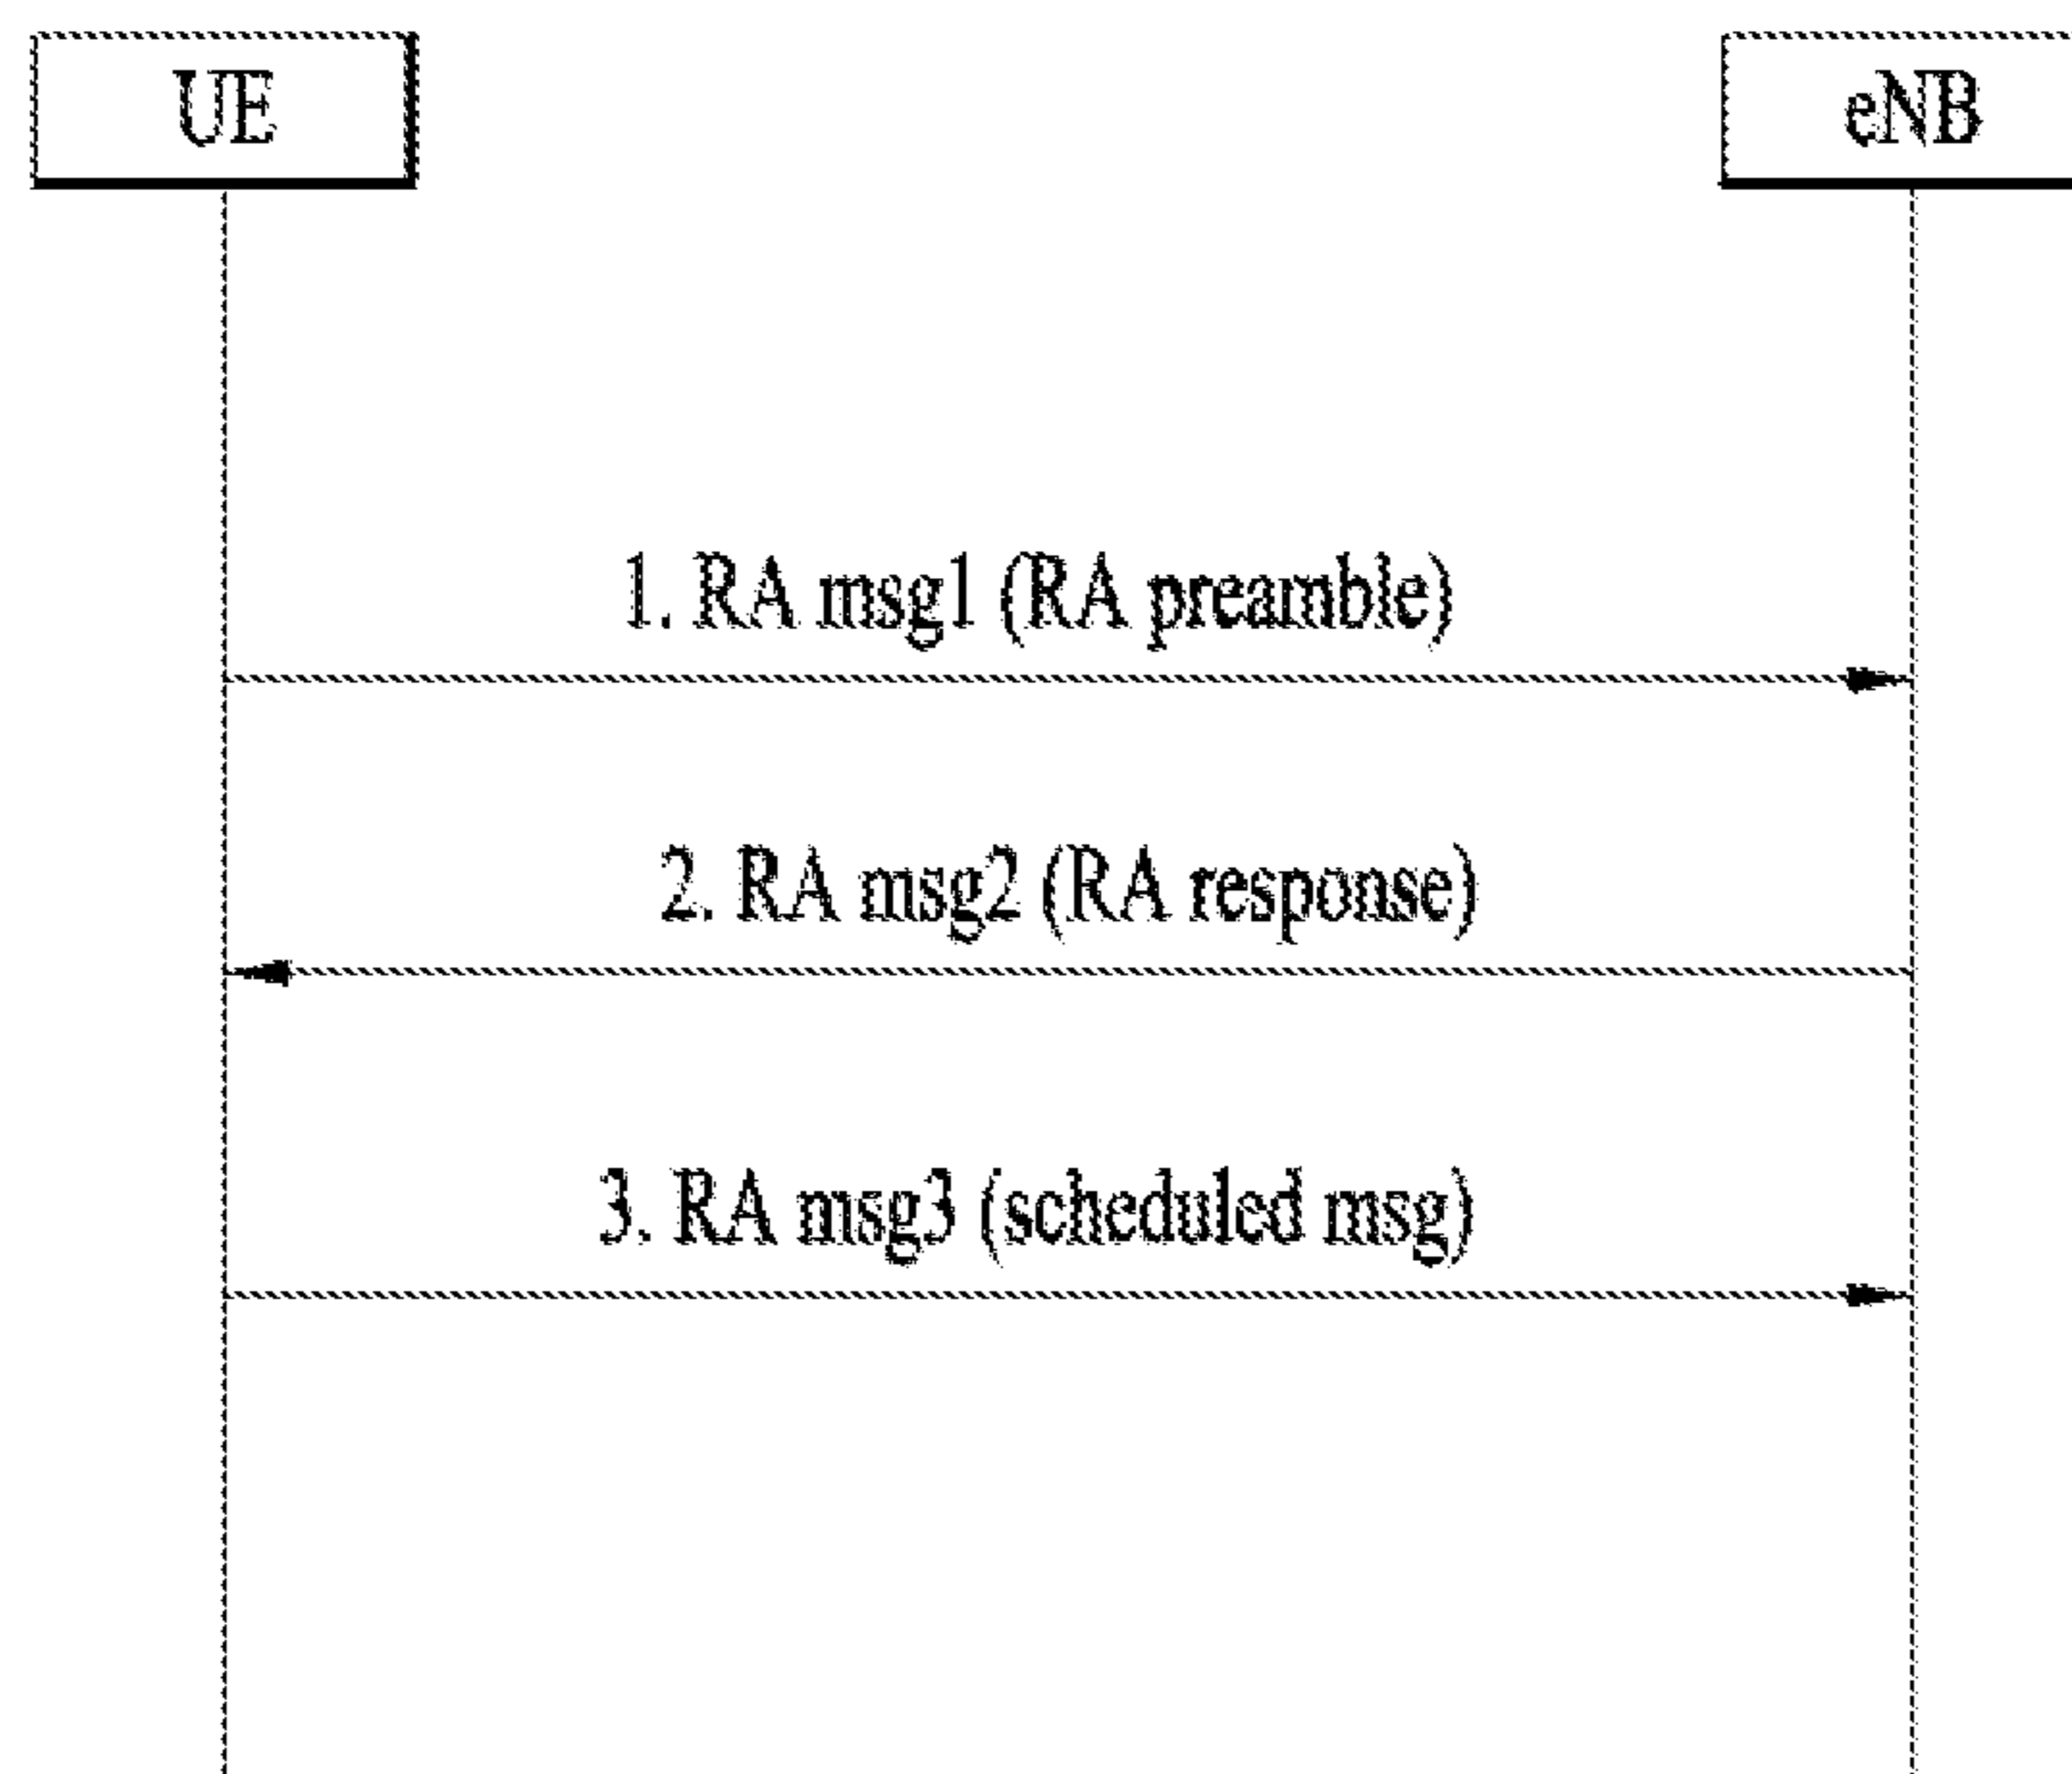 UE
eNB
1. RA msg1 (RA preamble)
2. RA msg2 (RA response)
3. RA msg3 (scheduled msg)